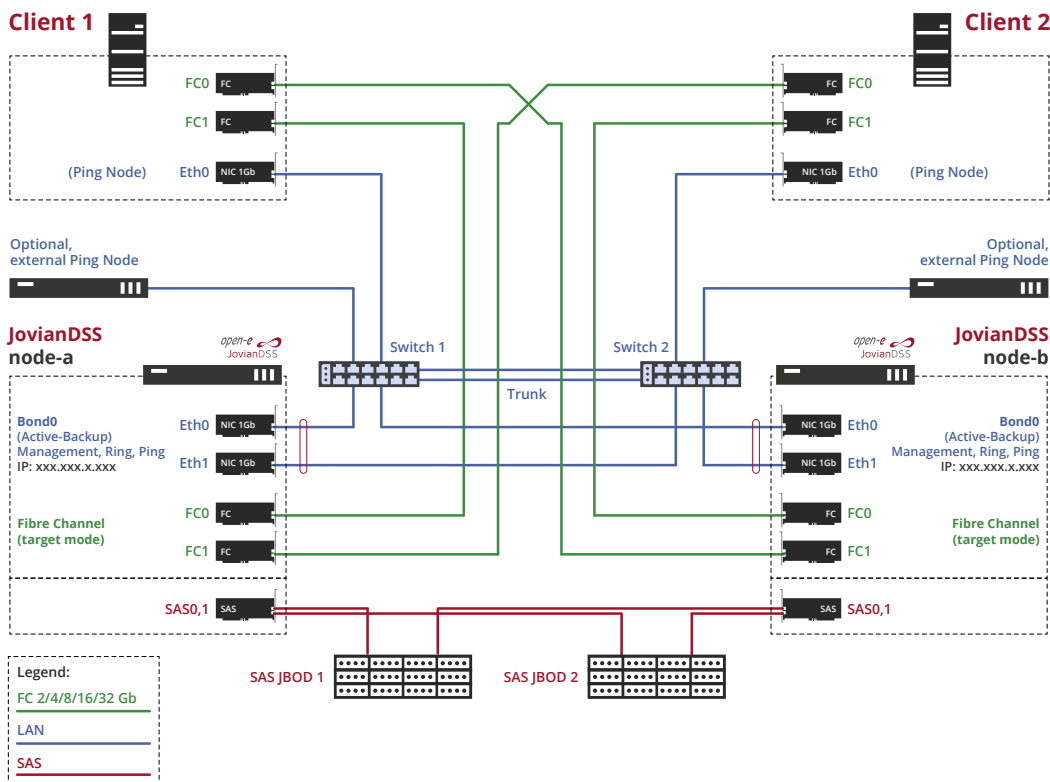 Client 1
Client 2
FC0
FC
FC
FC0
FC1
FC
FC
FC1
(Ping Node)
Eth0
NIC 1Gb
NIC 1Gb
Eth0
(Ping Node)
Optional,
external Ping Node
Optional,
external Ping Node
JovianDSS
node-a
open-e
JovianDSS
Switch 1
Switch 2
Trunk
open-e
JovianDSS
JovianDSS
node-b
Bond0
(Active-Backup)
Management, Ring, Ping
IP: xxx.xxx.x.xxx
Eth0
NIC 1Gb
Eth1
NIC 1Gb
NIC 1Gb
Eth0
NIC 1Gb
Eth1
Bond0
(Active-Backup)
Management, Ring, Ping
IP: xxx.xxx.x.xxx
Fibre Channel
(target mode)
FC0
FC
FC1
FC
FC
FC0
FC
FC1
Fibre Channel
(target mode)
SAS0,1
SAS
SAS
SAS0,1
SAS JBOD 1
SAS JBOD 2
Legend:
FC 2/4/8/16/32 Gb
LAN
SAS